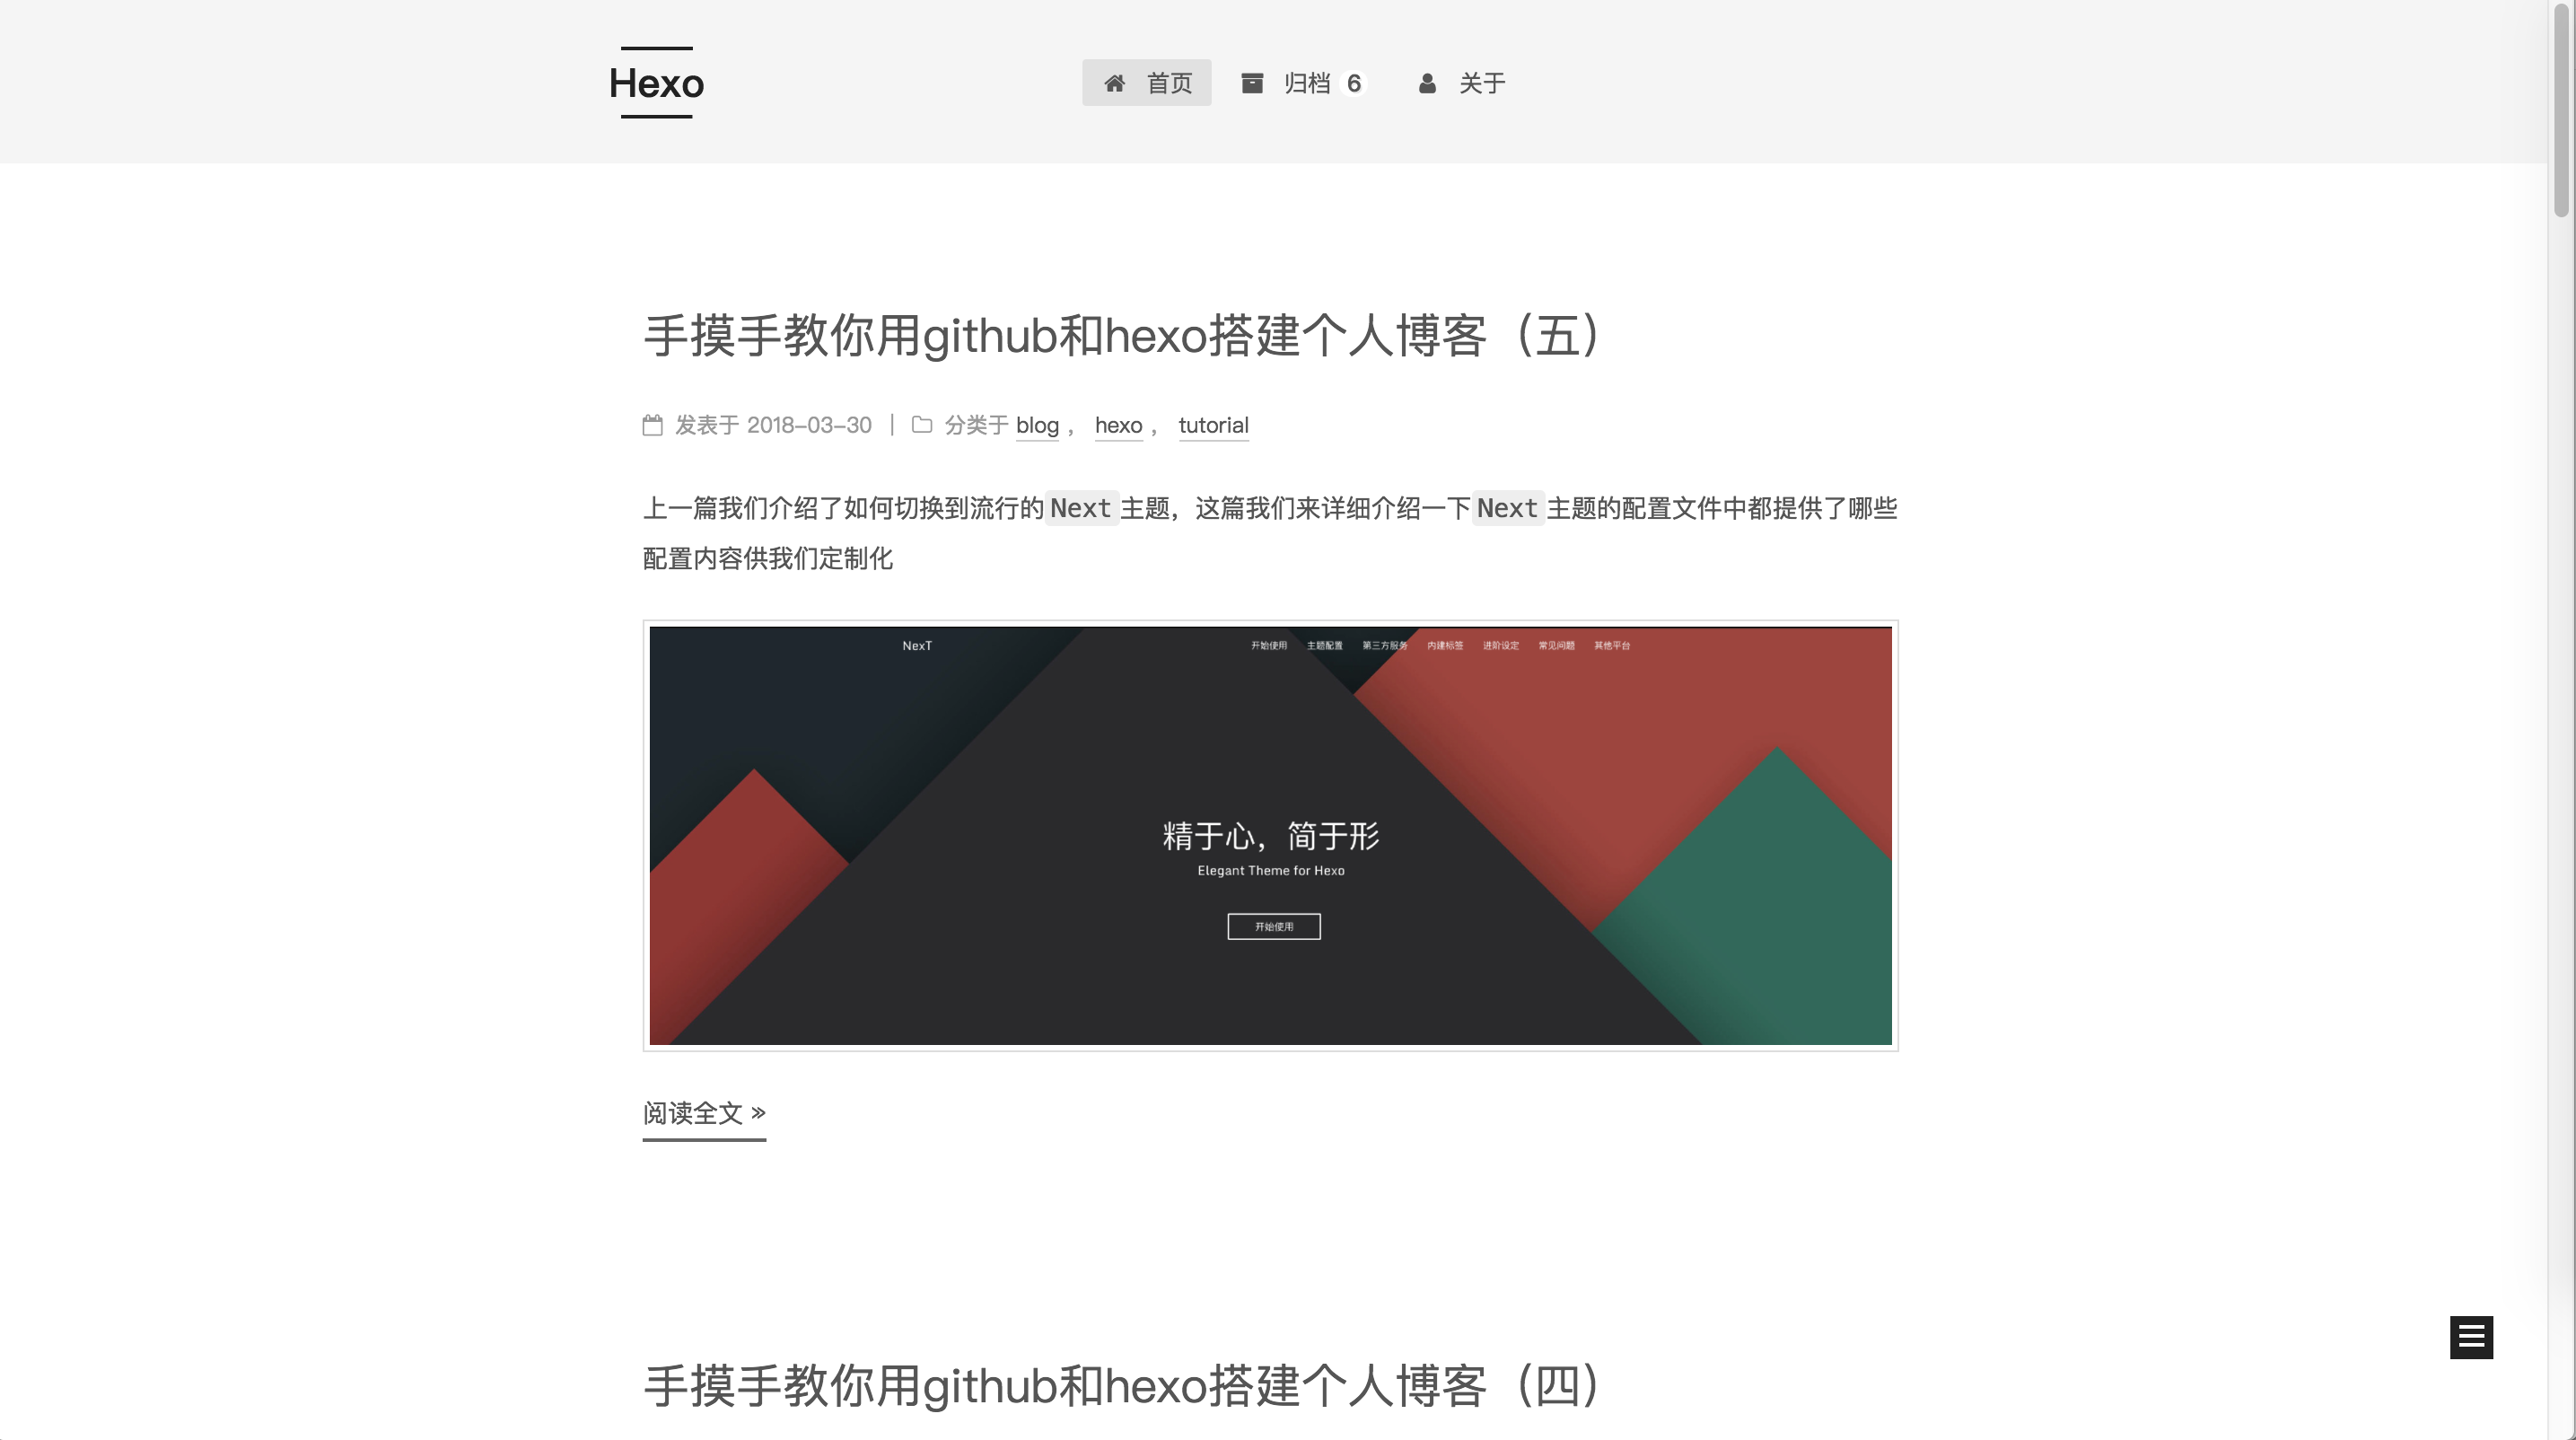 Hexo
首页 归档 6 关于
手摸手教你用github和hexo搭建个人博客（五）
发表于 2018-03-30 | 分类于 blog , hexo , tutorial
上一篇我们介绍了如何切换到流行的Next主题，这篇我们来详细介绍一下Next主题的配置文件中都提供了哪些
配置内容供我们定制化
NexT 开始使用 主题配置 第三方服务 内建标签 进阶设定 常见问题 其他平台
精于心，简于形
Elegant Theme for Hexo
开始使用
阅读全文 »
手摸手教你用github和hexo搭建个人博客（四）